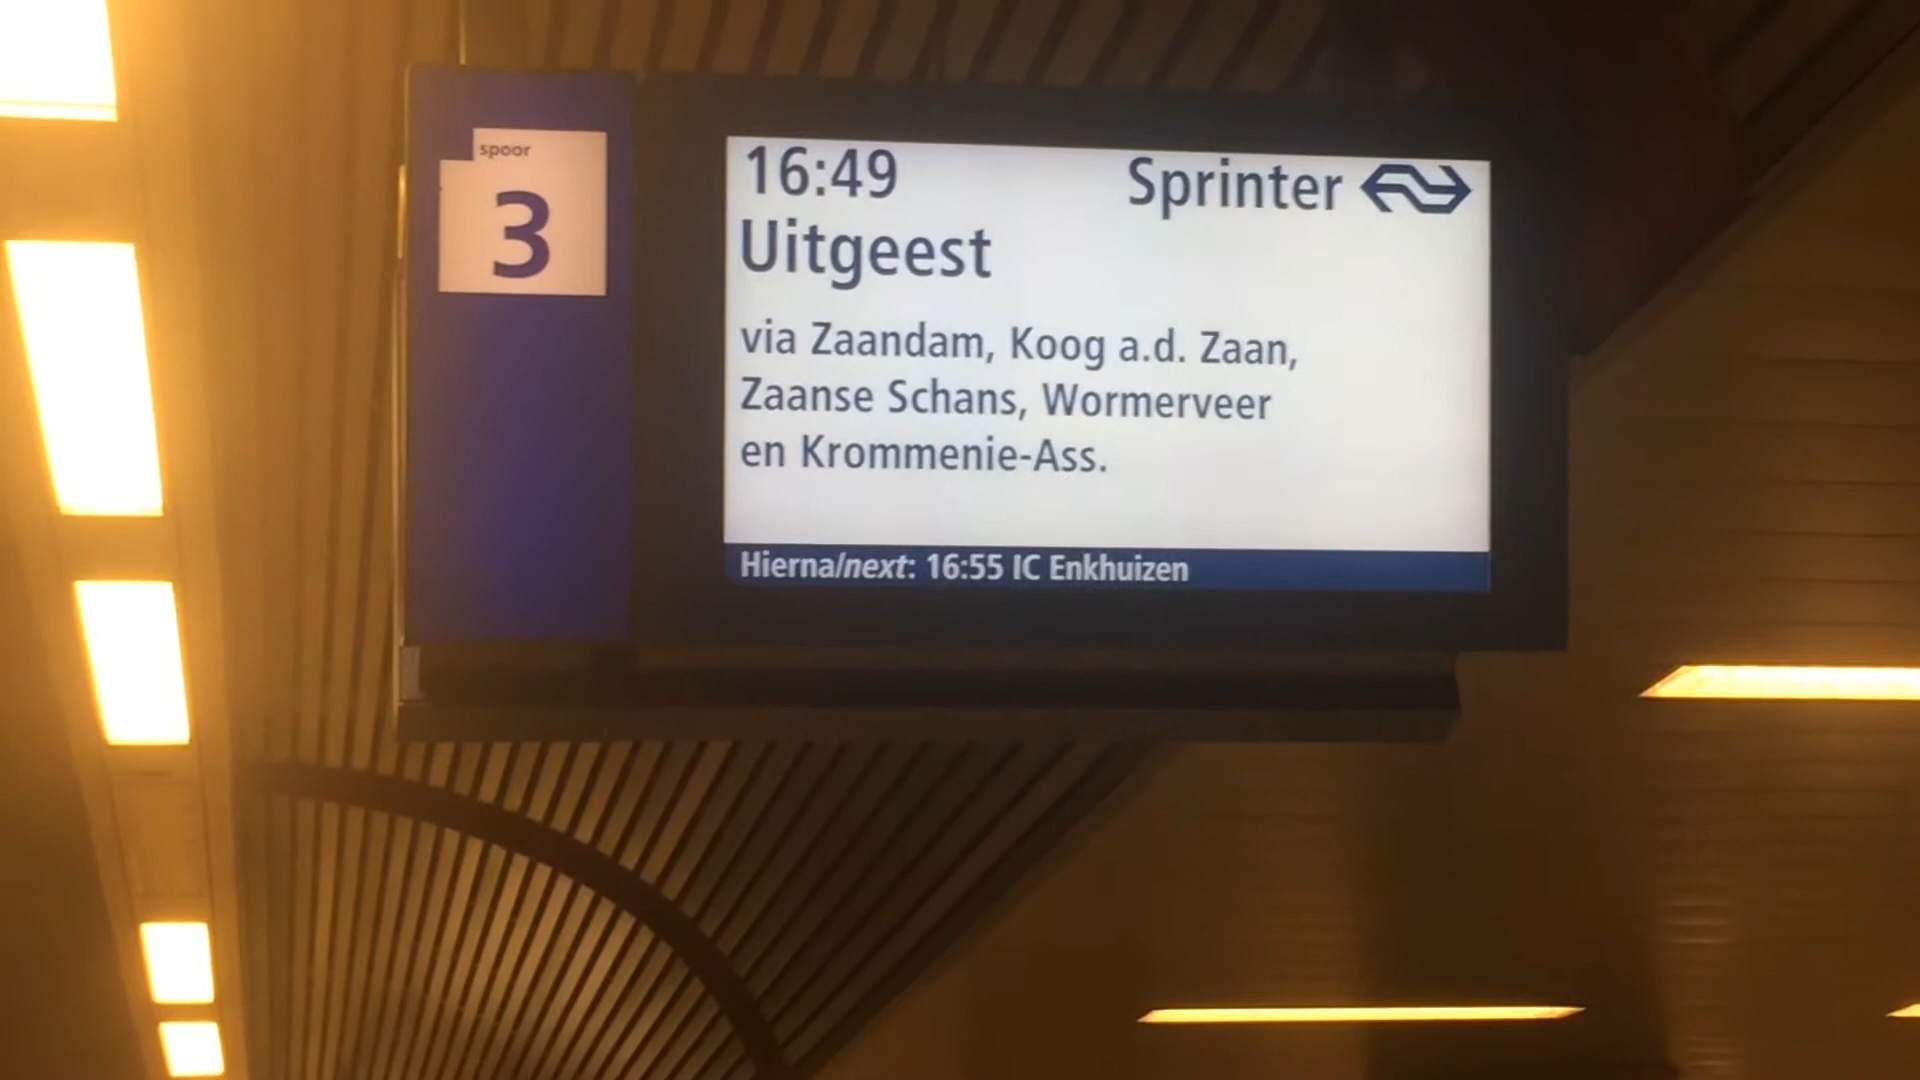 spoor
3
16:49 Sprinter
Uitgeest
via Zaandam, Koog a.d. Zaan,
Zaanse Schans, Wormerveer
en Krommenie-Ass.
Hierna/next: 16:55 IC Enkhuizen